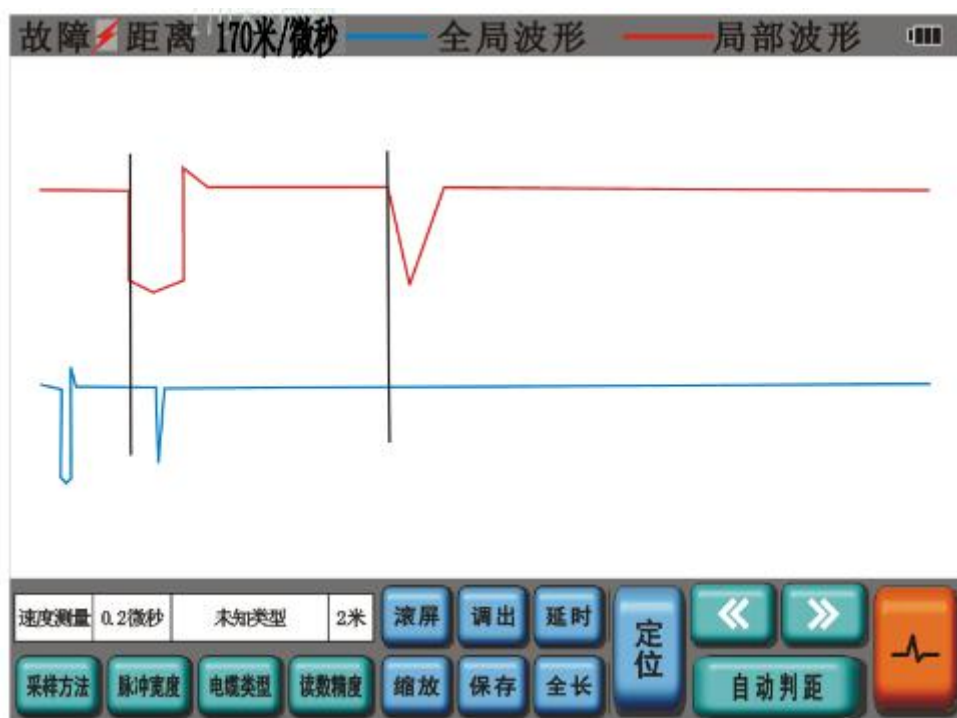 故障 距离 170米/微秒 全局波形 局部波形
速度测量 0.2微秒 未知类型 2米 滚屏 调出 延时 定位 « »
采样方法 脉冲宽度 电缆类型 读数精度 缩放 保存 全长 自动判距